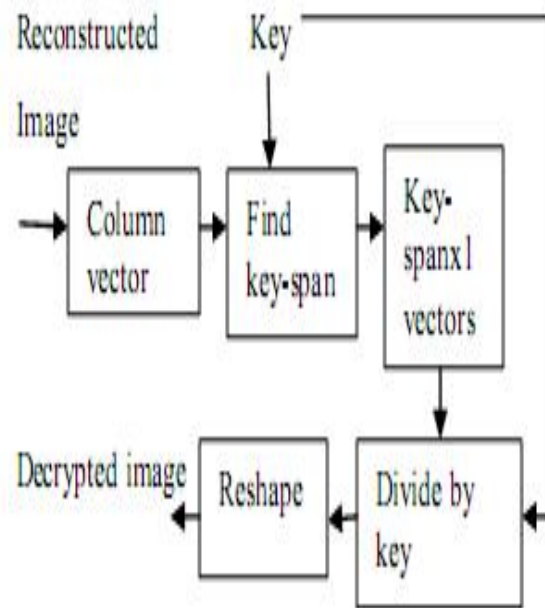 Reconstructed
Image
Key
Column
vector
Find
key-span
Key-
spanx1
vectors
Decrypted image
Reshape
Divide by
key